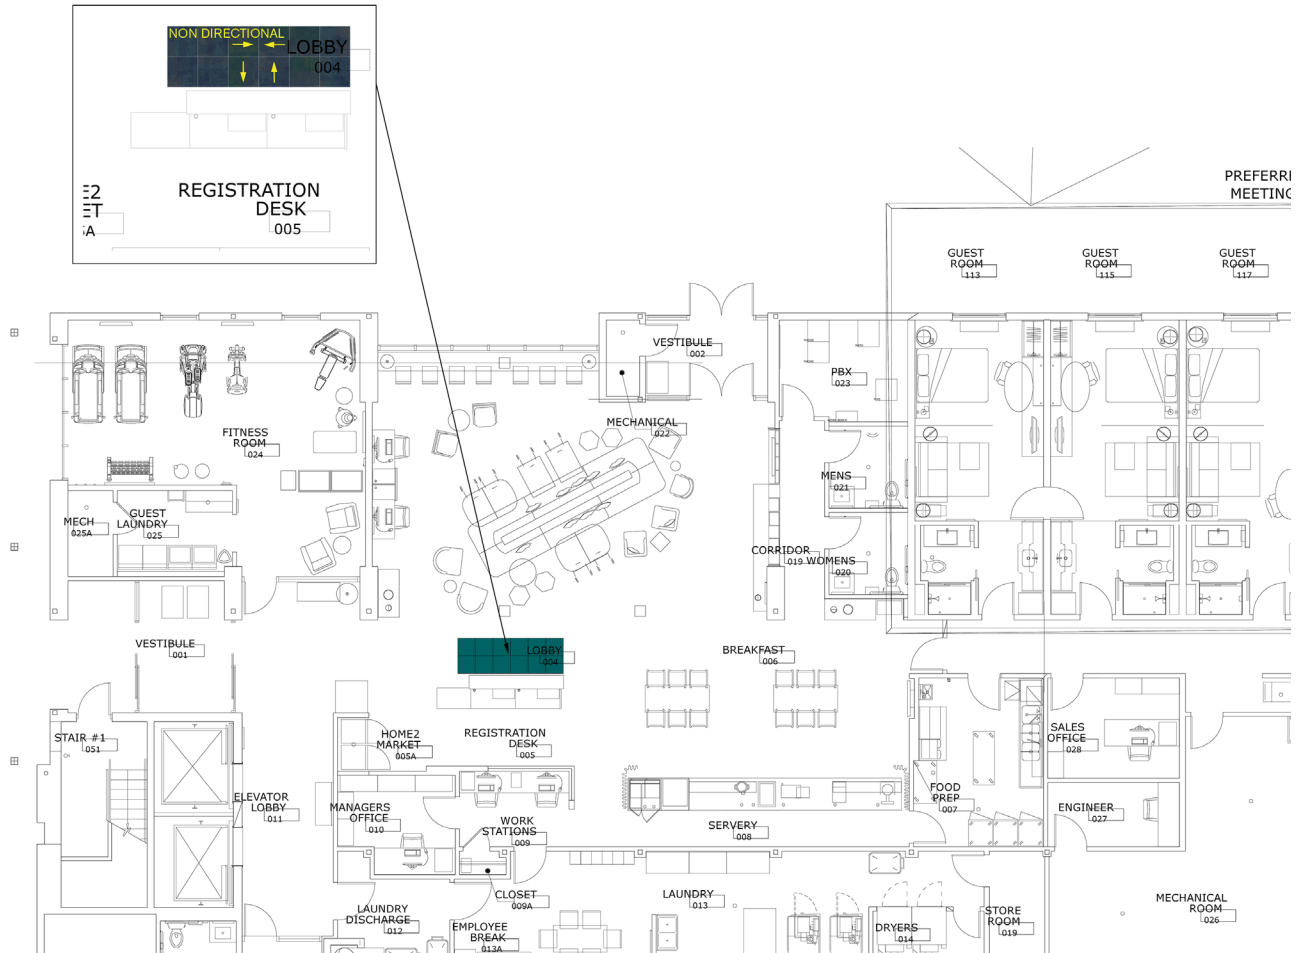 NON DIRECTIONAL
LOBBY
004
E2
ET
REGISTRATION
DESK
005
PREFERRE
MEETING
GUEST
ROOM
113
GUEST
ROOM
115
GUEST
ROOM
117
VESTIBULE
002
PBX
023
MECHANICAL
022
FITNESS
ROOM
024
MENS
021
MECH
025A
GUEST
LAUNDRY
025
CORRIDOR
019
WOMENS
020
VESTIBULE
001
LOBBY
004
BREAKFAST
006
STAIR #1
051
HOME2
MARKET
005A
REGISTRATION
DESK
005
SALES
OFFICE
028
ELEVATOR
LOBBY
011
MANAGERS
OFFICE
010
WORK
STATIONS
009
SERVERY
008
FOOD
PREP
007
ENGINEER
027
CLOSET
009A
LAUNDRY
013
LAUNDRY
DISCHARGE
012
EMPLOYEE
BREAK
013A
DRYERS
014
STORE
ROOM
019
MECHANICAL
ROOM
026